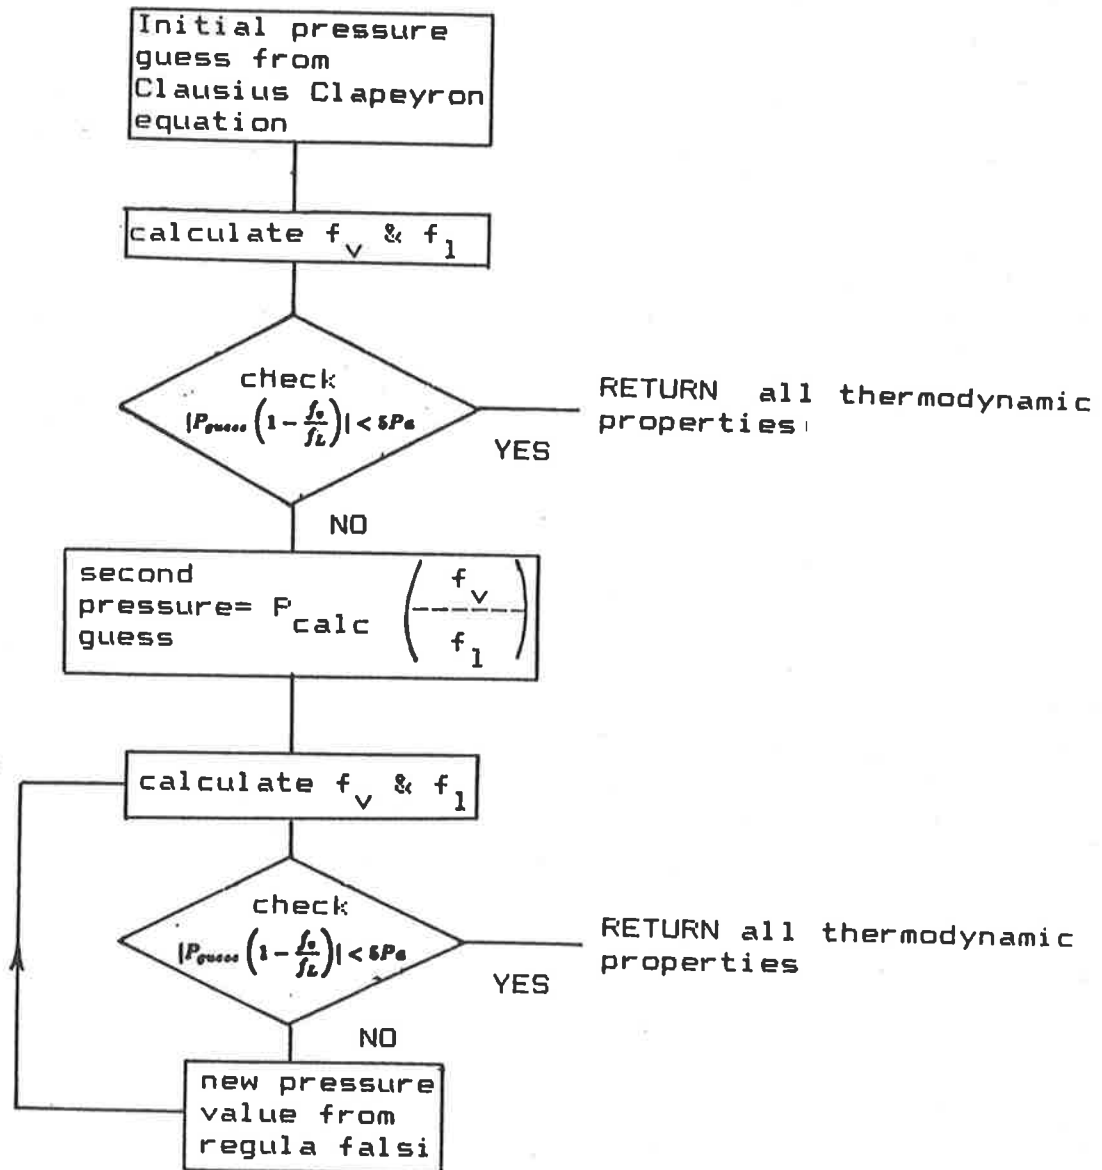 Initial pressure
guess from
Clausius Clapeyron
equation
calculate f_v & f_l
cHeck
|P_guess (1 - f_v/f_L)| < 5Pa
YES
RETURN all thermodynamic
properties
NO
second
pressure= P_calc (f_v/f_l)
guess
calculate f_v & f_l
check
|P_guess (1 - f_v/f_L)| < 5Pa
YES
RETURN all thermodynamic
properties
NO
new pressure
value from
regula falsi